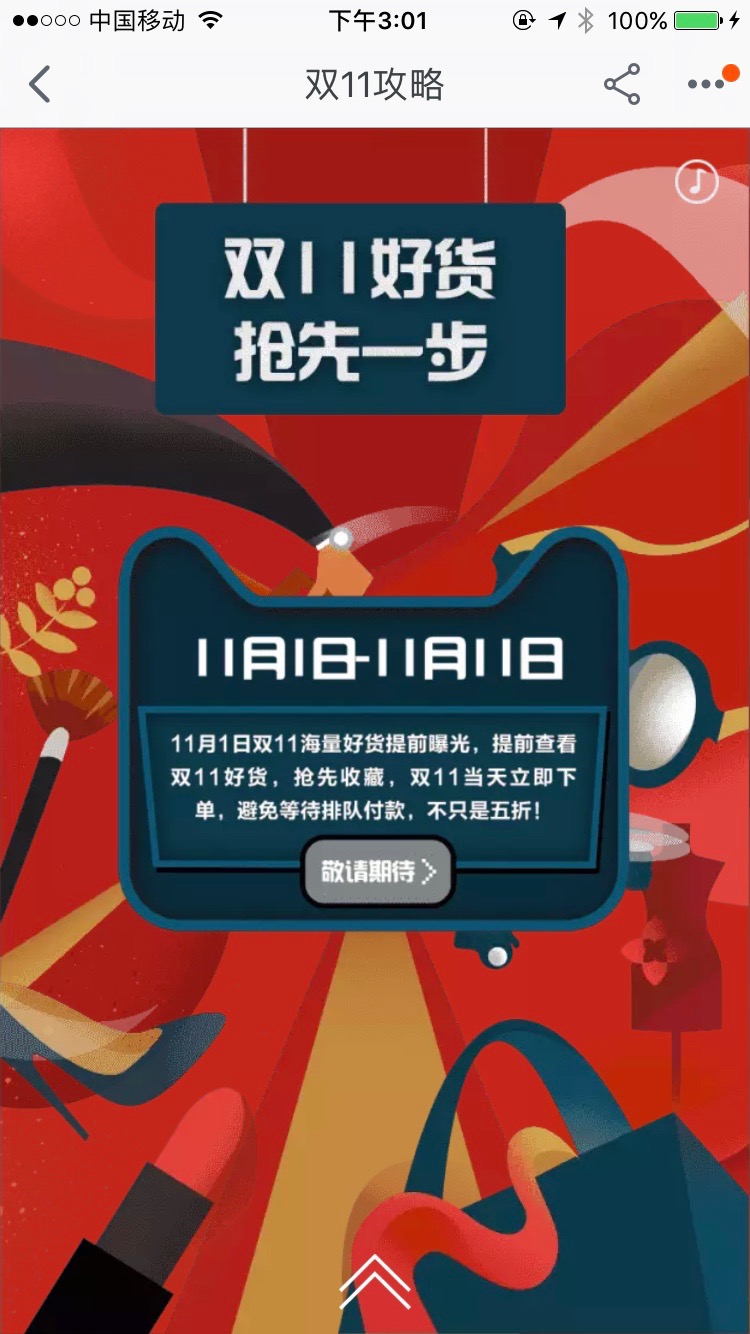 中国移动 下午3:01 100%
双11攻略
双11好货
抢先一步
11月1日-11月11日
11月1日双11海量好货提前曝光，提前查看
双11好货，抢先收藏，双11当天立即下
单，避免等待排队付款，不只是五折！
敬请期待